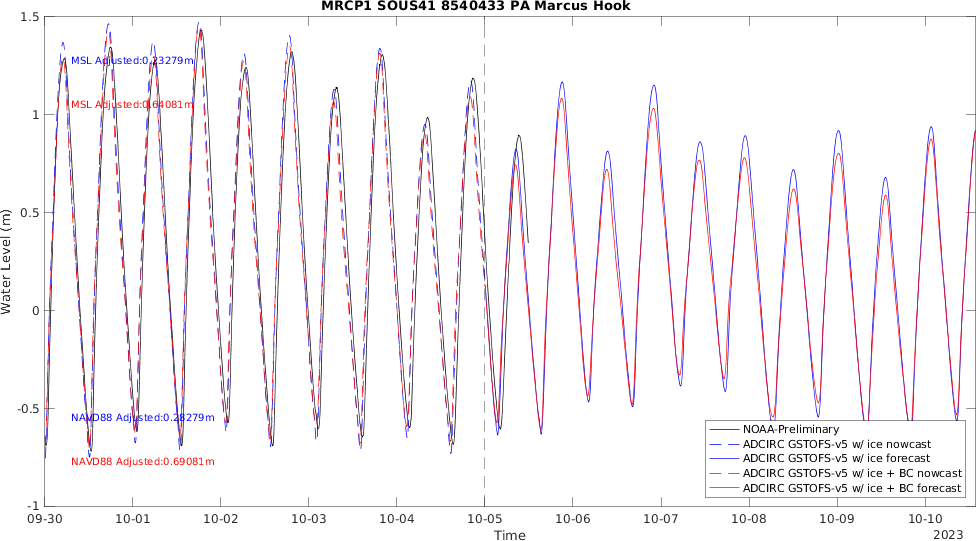 MRCP1 SOUS41 8540433 PA Marcus Hook
1.5
1
0.5
0
-0.5
-1
Water Level (m)
MSL Adjusted:0.23279m
MSL Adjusted:0.64081m
NAVD88 Adjusted:0.28279m
NAVD88 Adjusted:0.69081m
NOAA-Preliminary
ADCIRC GSTOFS-v5 w/ ice nowcast
ADCIRC GSTOFS-v5 w/ ice forecast
ADCIRC GSTOFS-v5 w/ ice + BC nowcast
ADCIRC GSTOFS-v5 w/ ice + BC forecast
09-30 10-01 10-02 10-03 10-04 10-05 10-06 10-07 10-08 10-09 10-10
Time
2023